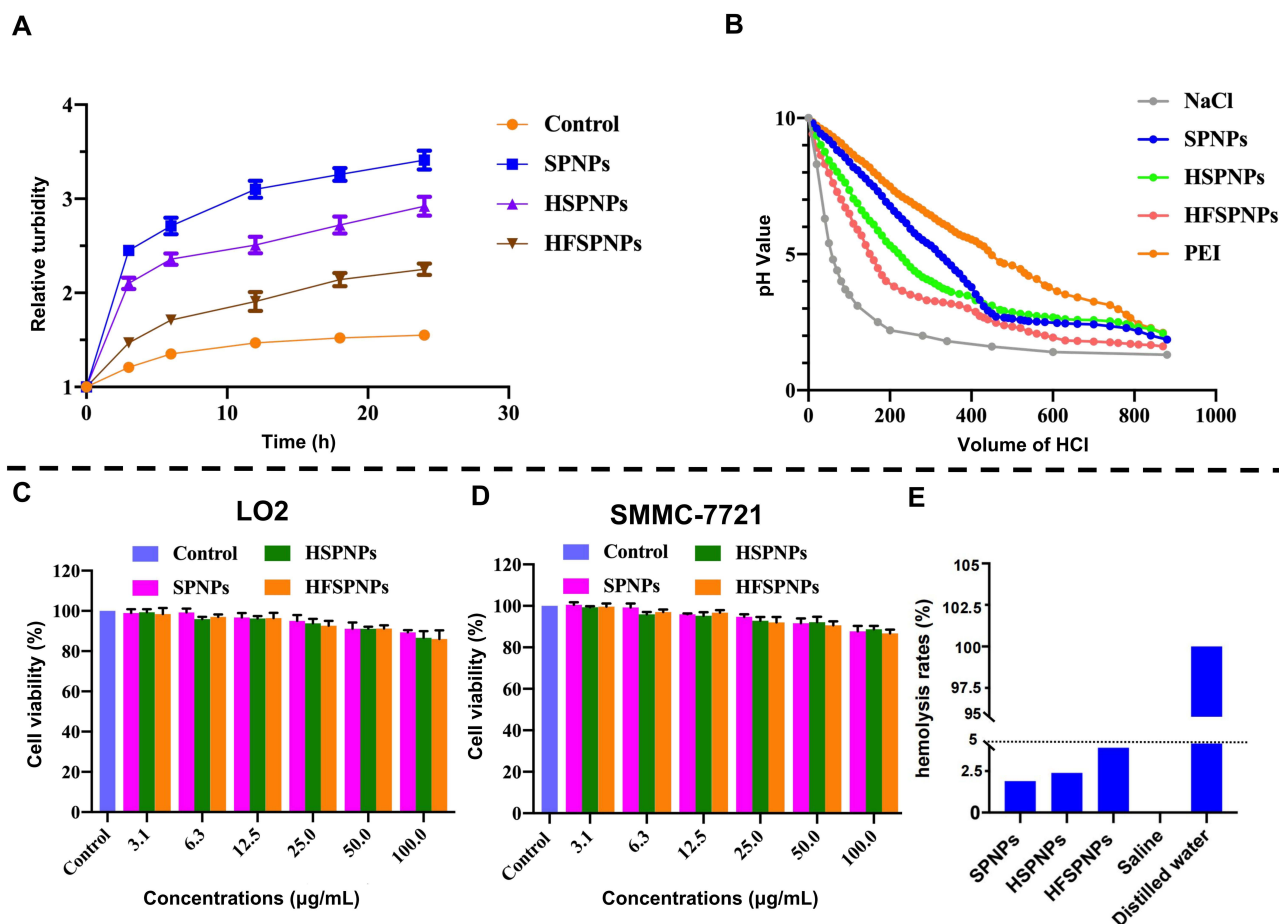 A
Relative turbidity
4
3
2
1
0
10
20
30
Time (h)
Control
SPNPs
HSPNPs
HFSPNPs
B
pH Value
10
5
0
0
200
400
600
800
1000
Volume of HCl
NaCl
SPNPs
HSPNPs
HFSPNPs
PEI
C
LO2
Control
HSPNPs
SPNPs
HFSPNPs
Cell viability (%)
120
100
80
60
40
20
0
Control
3.1
6.3
12.5
25.0
50.0
100.0
Concentrations (µg/mL)
D
SMMC-7721
Control
HSPNPs
SPNPs
HFSPNPs
Cell viability (%)
120
100
80
60
40
20
0
Control
3.1
6.3
12.5
25.0
50.0
100.0
Concentrations (µg/mL)
E
hemolysis rates (%)
105
102.5
100
97.5
95
5
2.5
0
SPNPs
HSPNPs
HFSPNPs
Saline
Distilled water